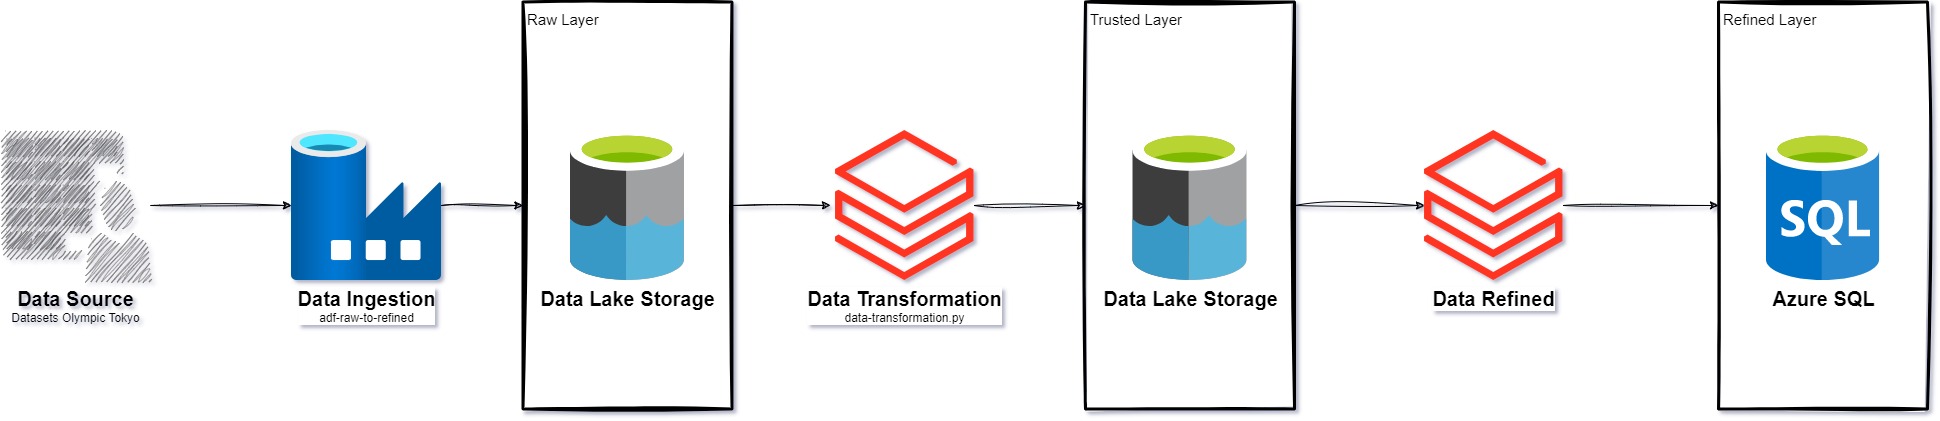 Raw Layer
Trusted Layer
Refined Layer
SQL
Data Source
Datasets Olympic Tokyo
Data Ingestion
adf-raw-to-refined
Data Lake Storage
Data Transformation
data-transformation.py
Data Lake Storage
Data Refined
Azure SQL